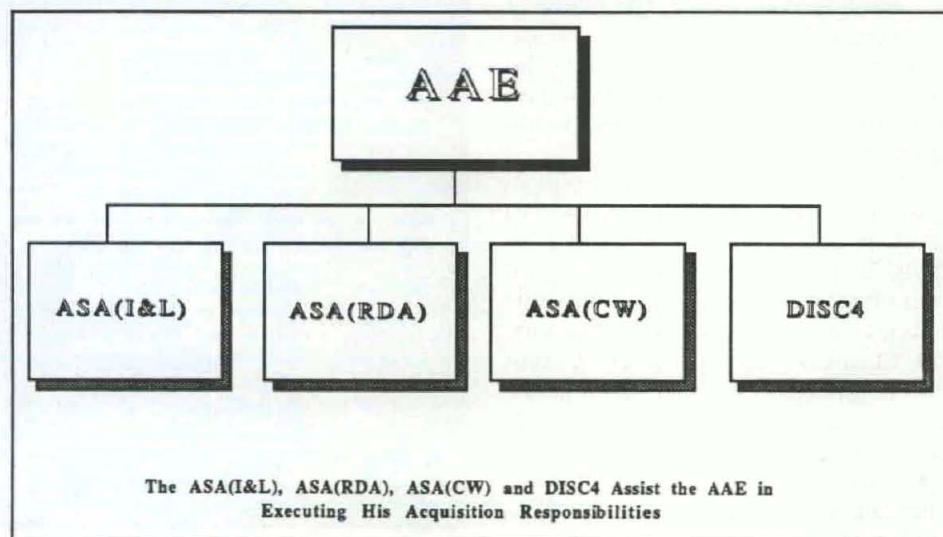 AAE
ASA(I&L) ASA(RDA) ASA(CW) DISC4
The ASA(I&L), ASA(RDA), ASA(CW) and DISC4 Assist the AAE in
Executing His Acquisition Responsibilities